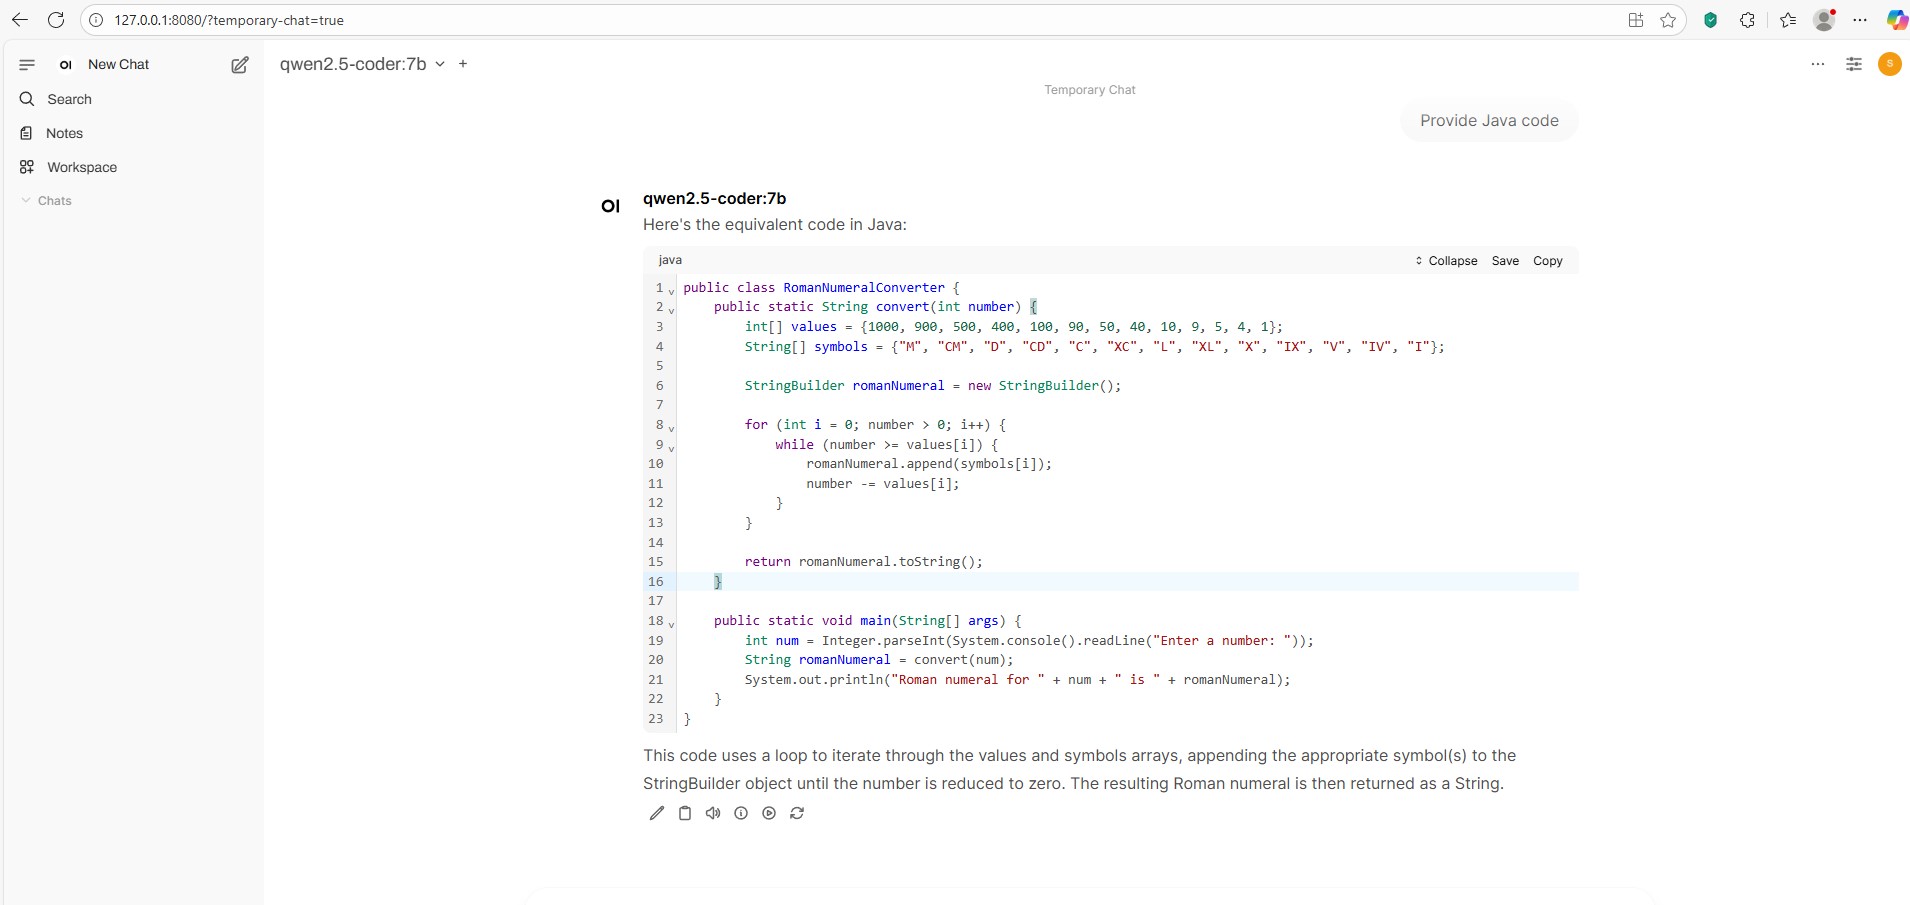 127.0.0.1:8080/?temporary-chat=true
OI New Chat
qwen2.5-coder:7b
S
Search
Notes
Workspace
Chats
Temporary Chat
Provide Java code
OI
qwen2.5-coder:7b
Here's the equivalent code in Java:
java
Collapse Save Copy
1 public class RomanNumeralConverter {
2     public static String convert(int number) {
3         int[] values = {1000, 900, 500, 400, 100, 90, 50, 40, 10, 9, 5, 4, 1};
4         String[] symbols = {"M", "CM", "D", "CD", "C", "XC", "L", "XL", "X", "IX", "V", "IV", "I"};
5
6         StringBuilder romanNumeral = new StringBuilder();
7
8         for (int i = 0; number > 0; i++) {
9             while (number >= values[i]) {
10                 romanNumeral.append(symbols[i]);
11                 number -= values[i];
12             }
13         }
14
15         return romanNumeral.toString();
16     }
17
18     public static void main(String[] args) {
19         int num = Integer.parseInt(System.console().readLine("Enter a number: "));
20         String romanNumeral = convert(num);
21         System.out.println("Roman numeral for " + num + " is " + romanNumeral);
22     }
23 }
This code uses a loop to iterate through the values and symbols arrays, appending the appropriate symbol(s) to the
StringBuilder object until the number is reduced to zero. The resulting Roman numeral is then returned as a String.